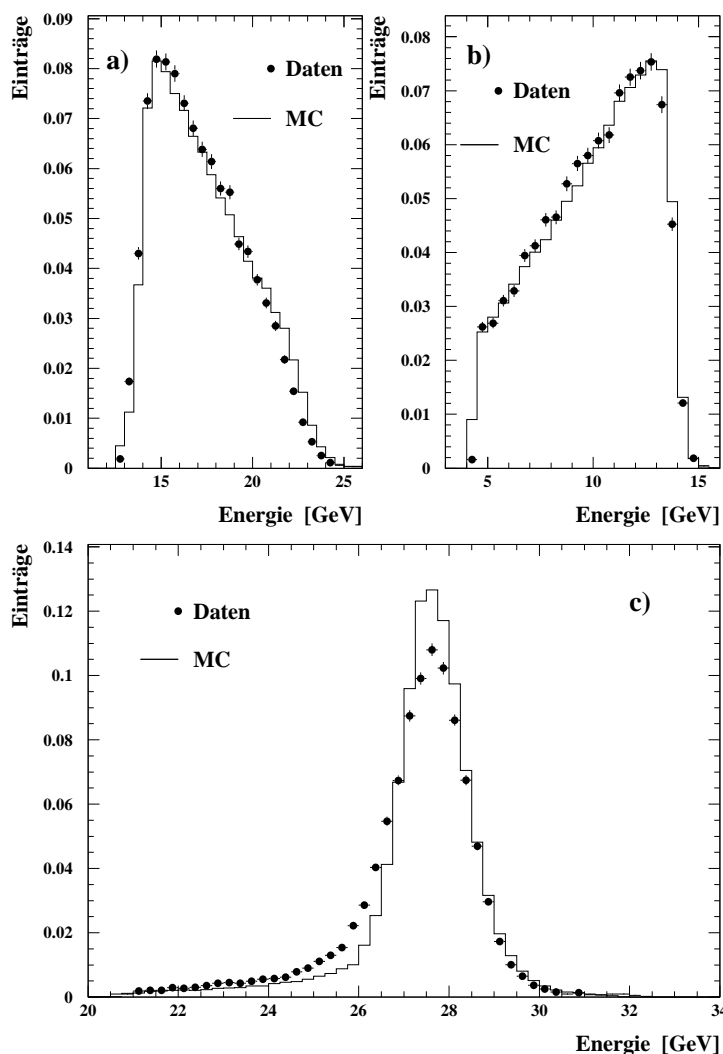 Einträge
0.09
0.08
0.07
0.06
0.05
0.04
0.03
0.02
0.01
0
a)
Daten
MC
15
20
25
Energie [GeV]
Einträge
0.08
0.07
0.06
0.05
0.04
0.03
0.02
0.01
0
b)
Daten
MC
5
10
15
Energie [GeV]
Einträge
0.14
0.12
0.1
0.08
0.06
0.04
0.02
0
c)
Daten
MC
20
22
24
26
28
30
32
34
Energie [GeV]